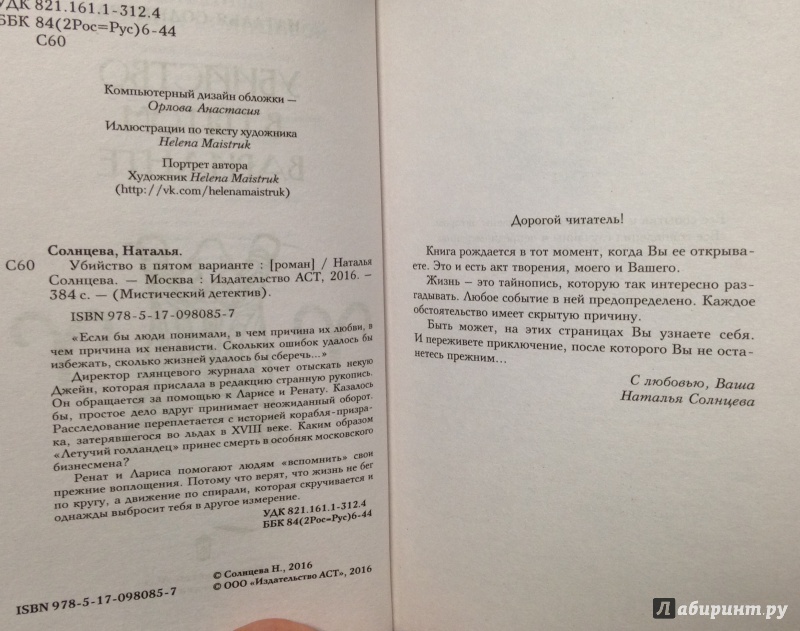 УДК 821.161.1-312.4
ББК 84(2Рос=Рус)6-44
С60
Компьютерный дизайн обложки —
Орлова Анастасия
Иллюстрации по тексту художника
Helena Maistruk
Портрет автора
Художник Helena Maistruk
(http://vk.com/helenamaistruk)
Солнцева, Наталья.
С60 Убийство в пятом варианте : [роман] / Наталья
Солнцева. — Москва : Издательство АСТ, 2016. —
384 с. — (Мистический детектив).
ISBN 978-5-17-098085-7
«Если бы люди понимали, в чем причина их любви, в
чем причина их ненависти. Скольких ошибок удалось бы
избежать, сколько жизней удалось бы сберечь...»
Директор глянцевого журнала хочет отыскать некую
Джейн, которая прислала в редакцию странную рукопись.
Он обращается за помощью к Ларисе и Ренату. Казалось
бы, простое дело вдруг принимает неожиданный оборот.
Расследование переплетается с историей корабля-призра-
ка, затерявшегося во льдах в XVIII веке. Каким образом
«Летучий голландец» принес смерть в особняк московского
бизнесмена?
Ренат и Лариса помогают людям «вспомнить» свои
прежние воплощения. Потому что верят, что жизнь не бег
по кругу, а движение по спирали, которая скручивается и
однажды выбросит тебя в другое измерение.
УДК 821.161.1-312.4
ББК 84(2Рос=Рус)6-44
© Солнцева Н., 2016
ISBN 978-5-17-098085-7 © ООО «Издательство АСТ», 2016
Дорогой читатель!
Книга рождается в тот момент, когда Вы ее открыва-
ете. Это и есть акт творения, моего и Вашего.
Жизнь – это тайнопись, которую так интересно раз-
гадывать. Любое событие в ней предопределено. Каждое
обстоятельство имеет скрытую причину.
Быть может, на этих страницах Вы узнаете себя.
И переживете приключение, после которого Вы не оста-
нетесь прежним...
С любовью, Ваша
Наталья Солнцева
Лабиринт.ру